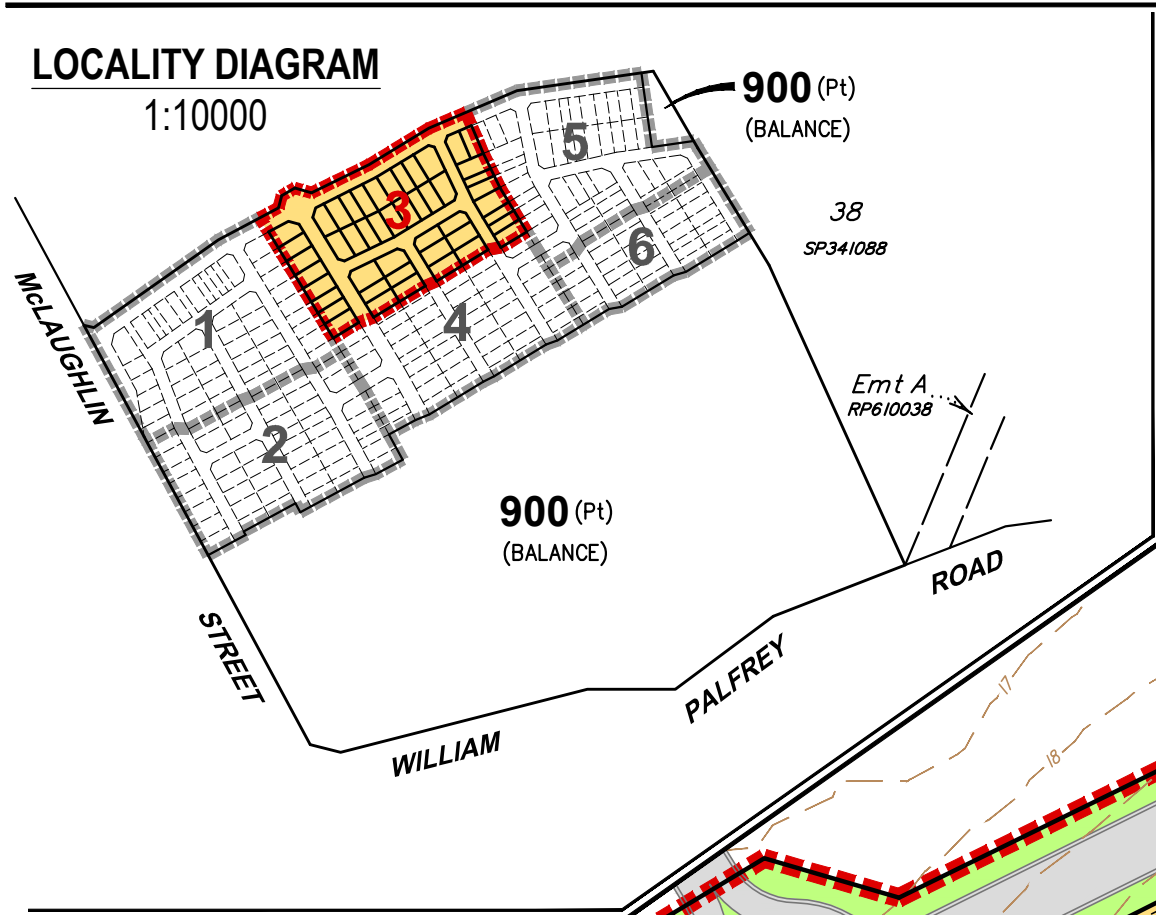 LOCALITY DIAGRAM
1:10000
900 (Pt)
(BALANCE)
5
3
38
SP341088
6
1
4
McLAUGHLIN
Emt A
RP610038
2
900 (Pt)
(BALANCE)
ROAD
STREET
PALFREY
WILLIAM
17
18